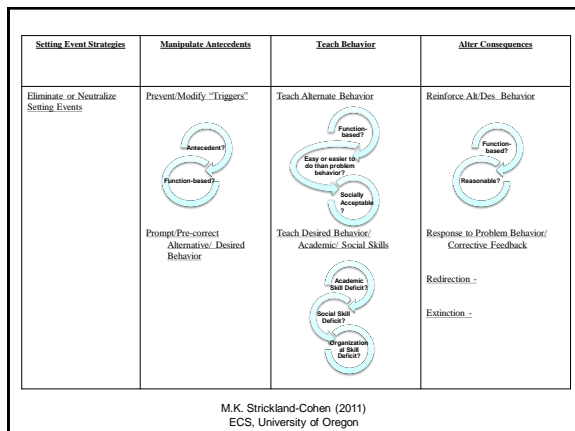 Setting Event Strategies
Manipulate Antecedents
Teach Behavior
Alter Consequences
Eliminate or Neutralize
Setting Events
Prevent/Modify “Triggers”
Antecedent?
Function-based?
Prompt/Pre-correct
Alternative/ Desired
Behavior
Teach Alternate Behavior
Function-
based?
Easy or easier to
do than problem
behavior?
Socially
Acceptable
?
Teach Desired Behavior/
Academic/ Social Skills
Academic
Skill Deficit?
Social Skill
Deficit?
Organization
al Skill
Deficit?
Reinforce Alt/Des Behavior
Function-
based?
Reasonable?
Response to Problem Behavior/
Corrective Feedback
Redirection -
Extinction -
M.K. Strickland-Cohen (2011)
ECS, University of Oregon